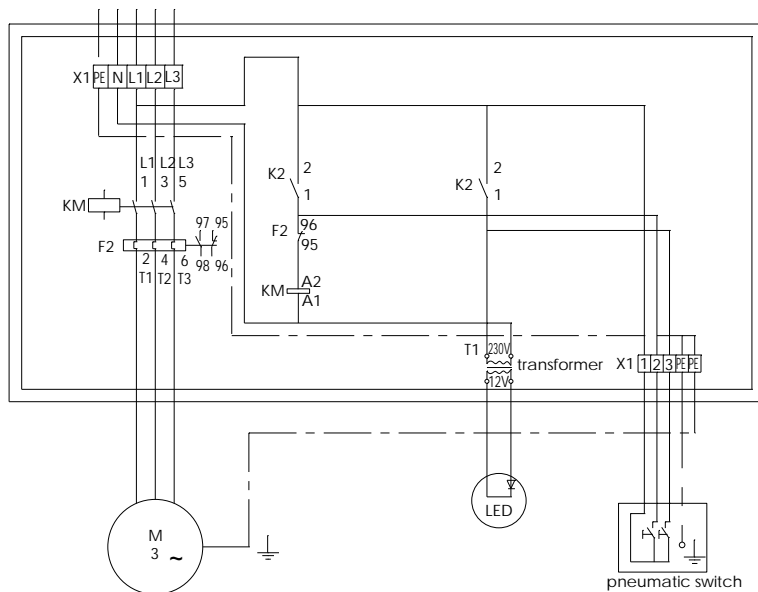 X1 PE N L1 L2 L3
L1 L2 L3
1 3 5
KM
97 95
F2
98 96
2 4 6
T1 T2 T3
K2 2
1
K2 2
1
F2 96
95
KM A2
A1
T1 230V
transformer
12V
X1 1 2 3 PE PE
LED
M
3 ~
pneumatic switch